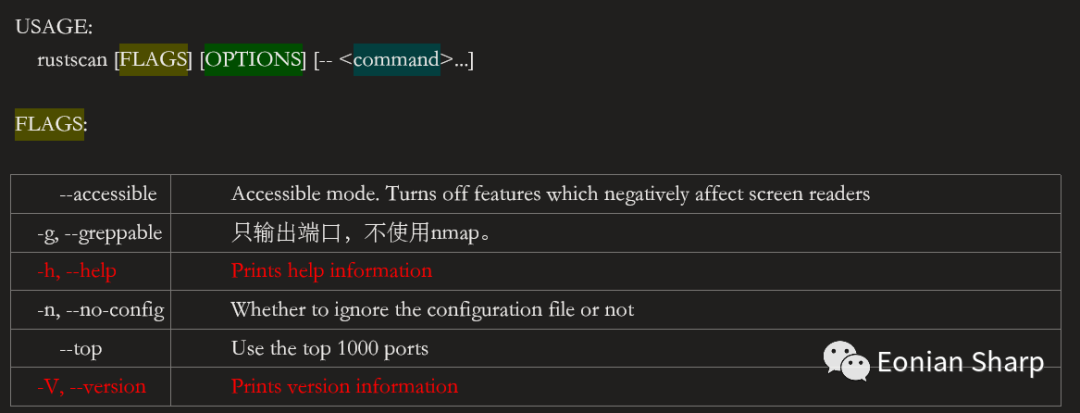 USAGE:
rustscan [FLAGS] [OPTIONS] [-- <command>...]
FLAGS:
--accessible Accessible mode. Turns off features which negatively affect screen readers
-g, --greppable 只输出端口，不使用nmap。
-h, --help Prints help information
-n, --no-config Whether to ignore the configuration file or not
--top Use the top 1000 ports
-V, --version Prints version information
Eonian Sharp